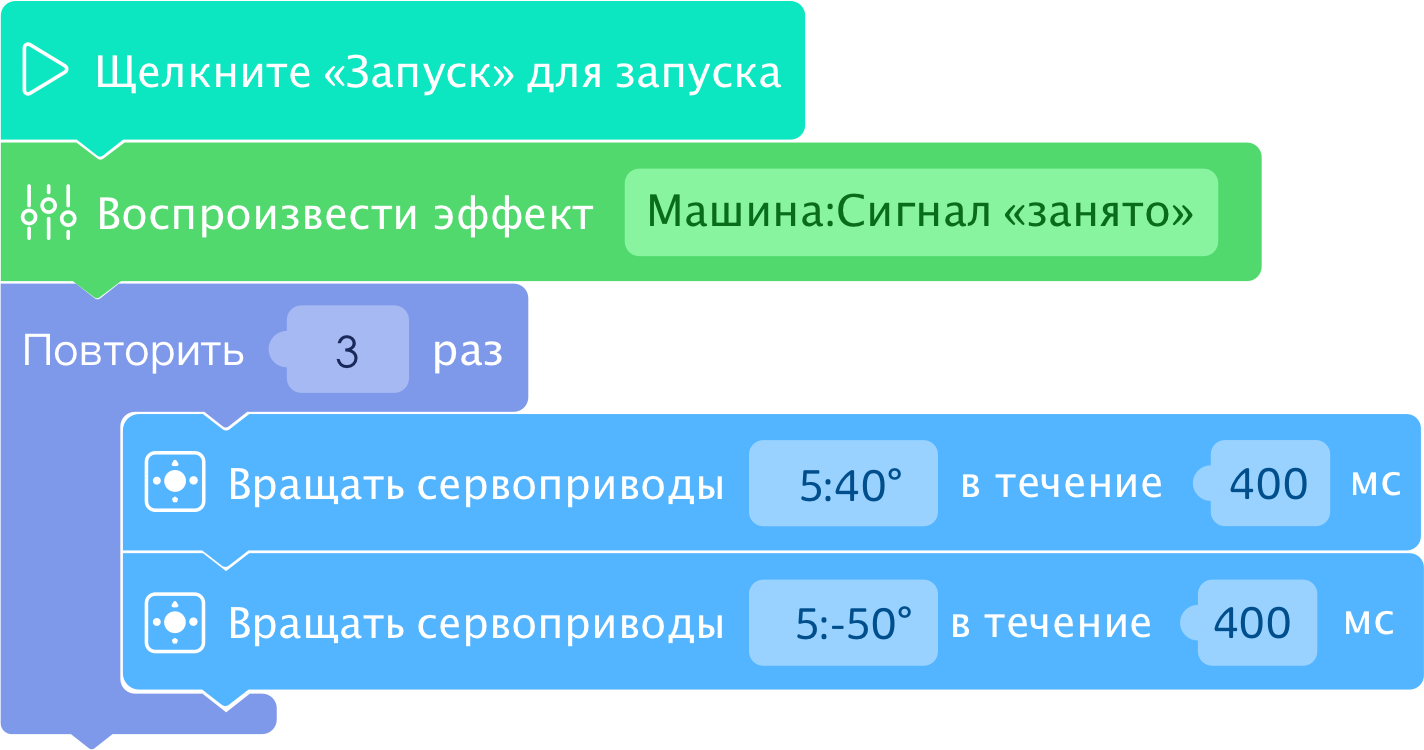 Щелкните «Запуск» для запуска
Воспроизвести эффект Машина:Сигнал «занято»
Повторить 3 раз
Вращать сервоприводы 5:40° в течение 400 мс
Вращать сервоприводы 5:-50° в течение 400 мс